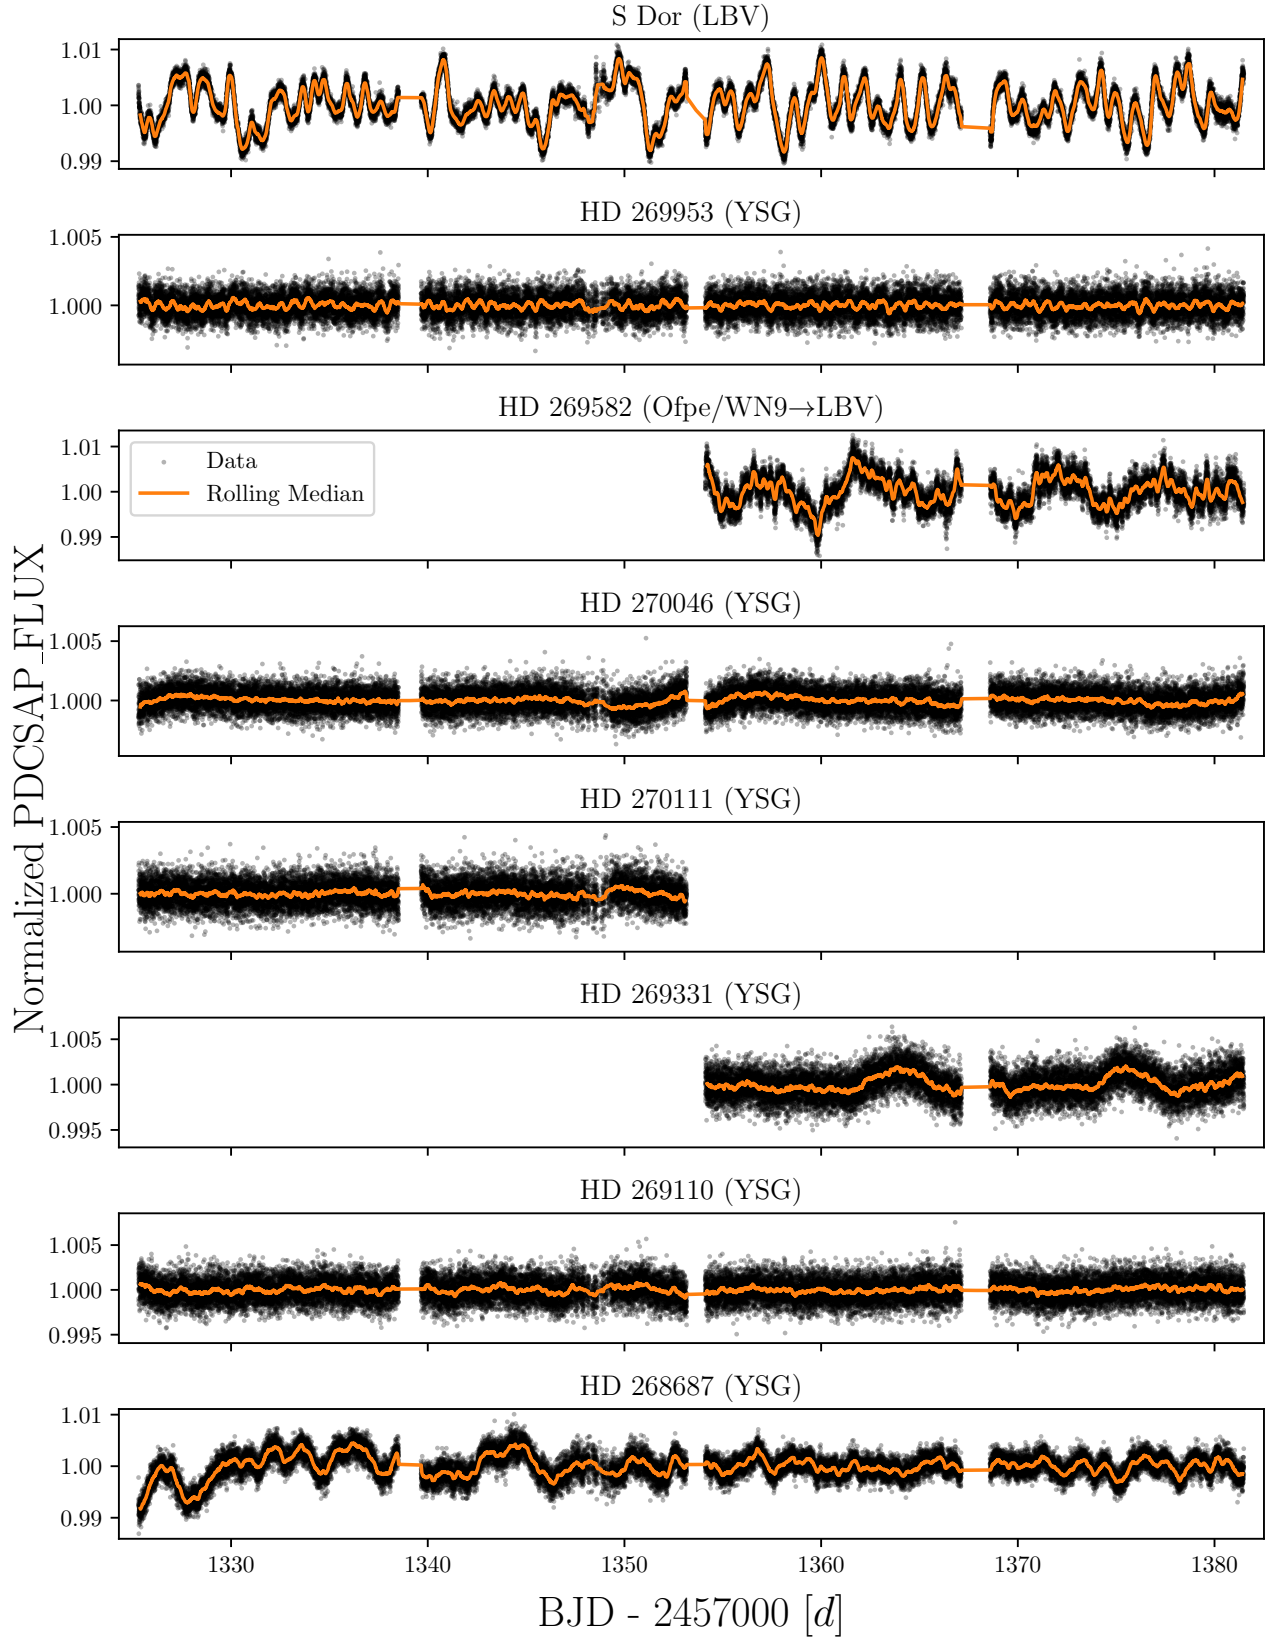 S Dor (LBV)
1.01
1.00
0.99
HD 269953 (YSG)
1.005
1.000
HD 269582 (Ofpe/WN9→LBV)
1.01
1.00
0.99
Data
Rolling Median
HD 270046 (YSG)
1.005
1.000
HD 270111 (YSG)
1.005
1.000
HD 269331 (YSG)
1.005
1.000
0.995
HD 269110 (YSG)
1.005
1.000
0.995
HD 268687 (YSG)
1.01
1.00
0.99
1330 1340 1350 1360 1370 1380
BJD - 2457000 [d]
Normalized PDCSAP_FLUX